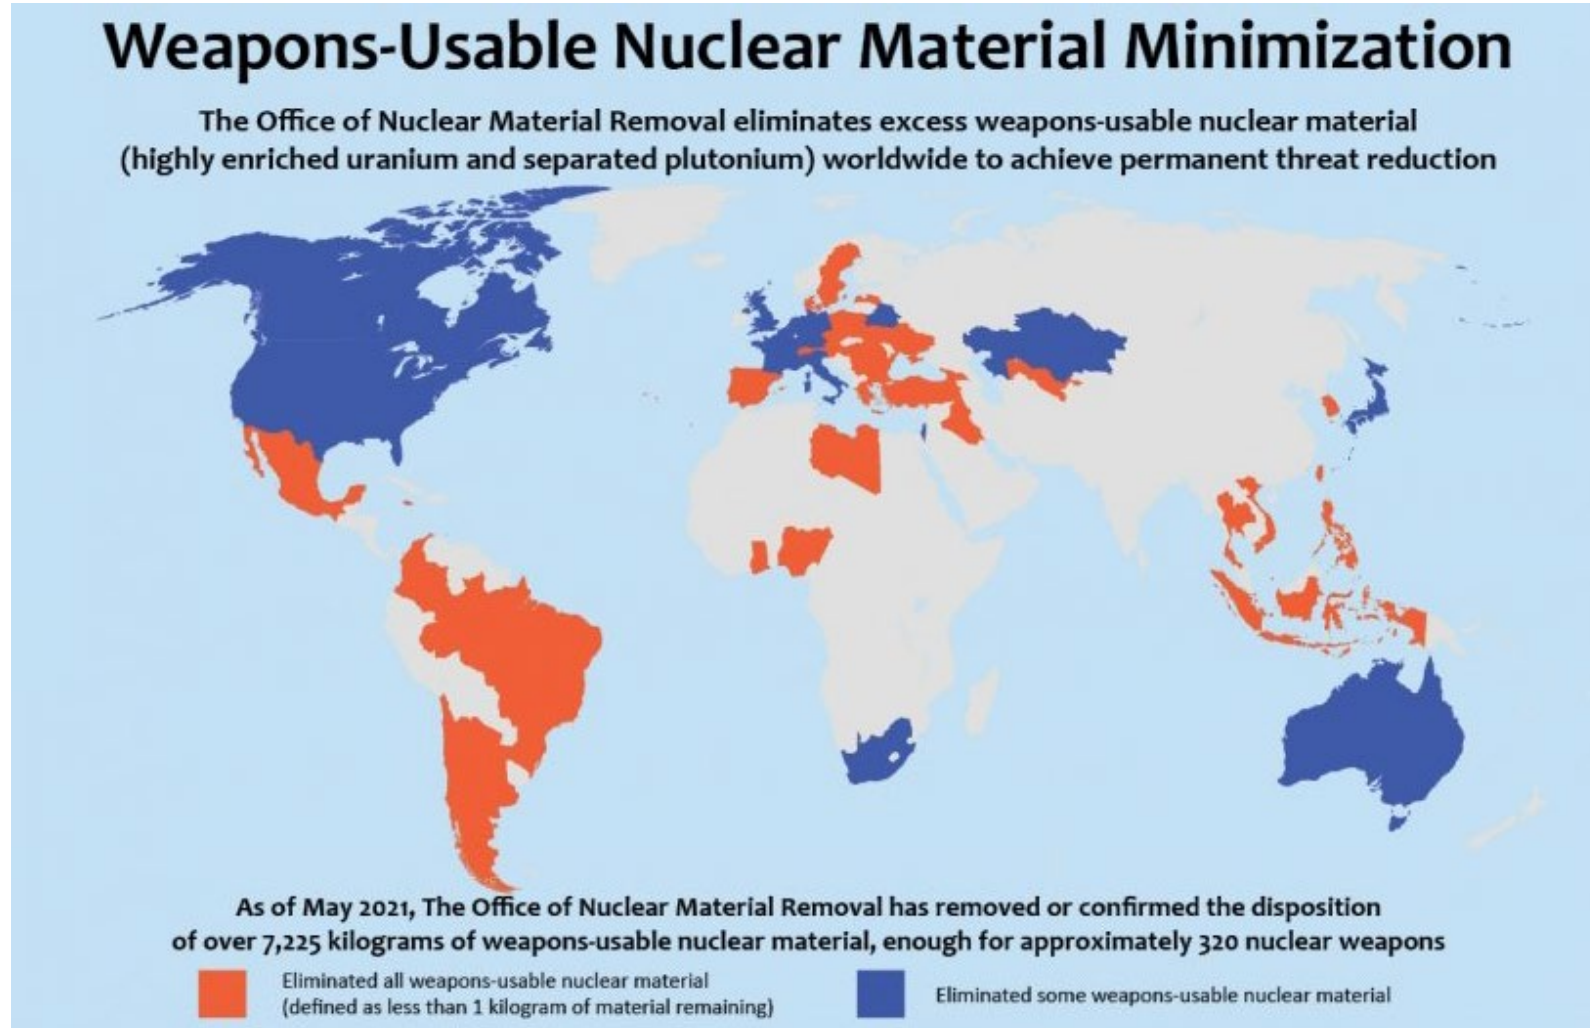 Weapons-Usable Nuclear Material Minimization
The Office of Nuclear Material Removal eliminates excess weapons-usable nuclear material
(highly enriched uranium and separated plutonium) worldwide to achieve permanent threat reduction
As of May 2021, The Office of Nuclear Material Removal has removed or confirmed the disposition
of over 7,225 kilograms of weapons-usable nuclear material, enough for approximately 320 nuclear weapons
Eliminated all weapons-usable nuclear material
(defined as less than 1 kilogram of material remaining)
Eliminated some weapons-usable nuclear material